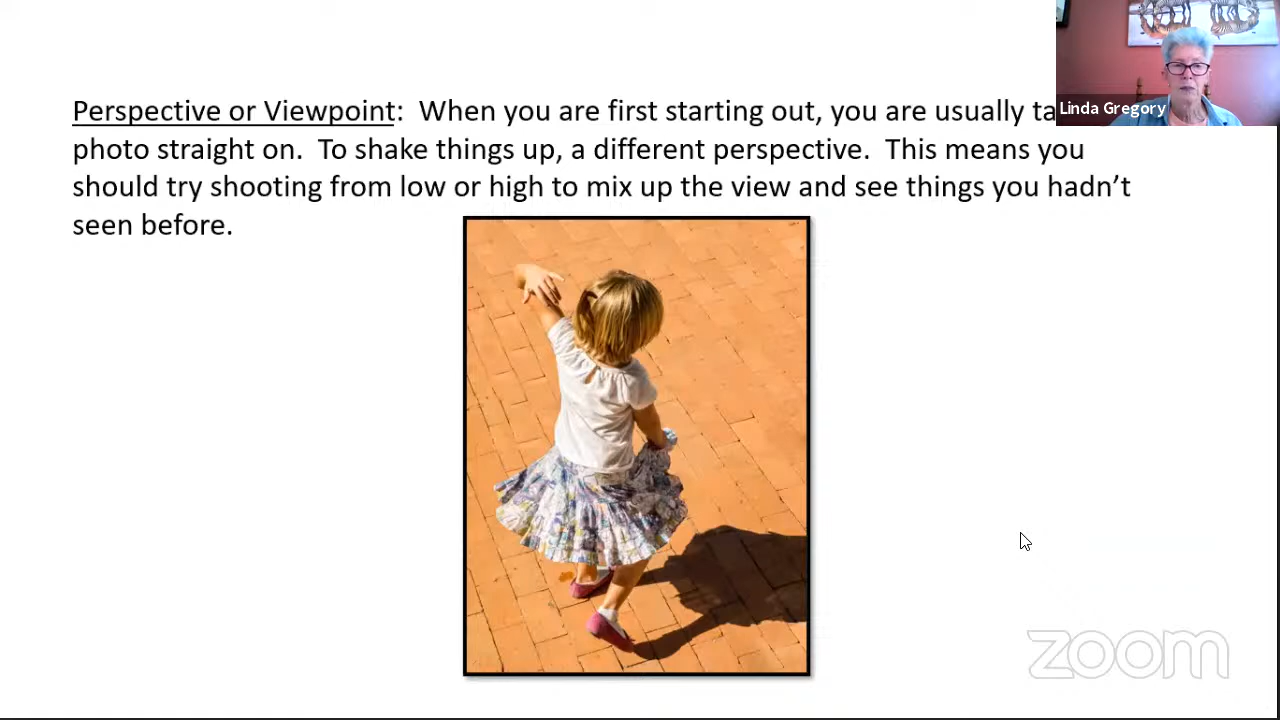 Perspective or Viewpoint: When you are first starting out, you are usually
Linda Gregory
photo straight on. To shake things up, a different perspective. This means you
should try shooting from low or high to mix up the view and see things you hadn't
seen before.
zoom